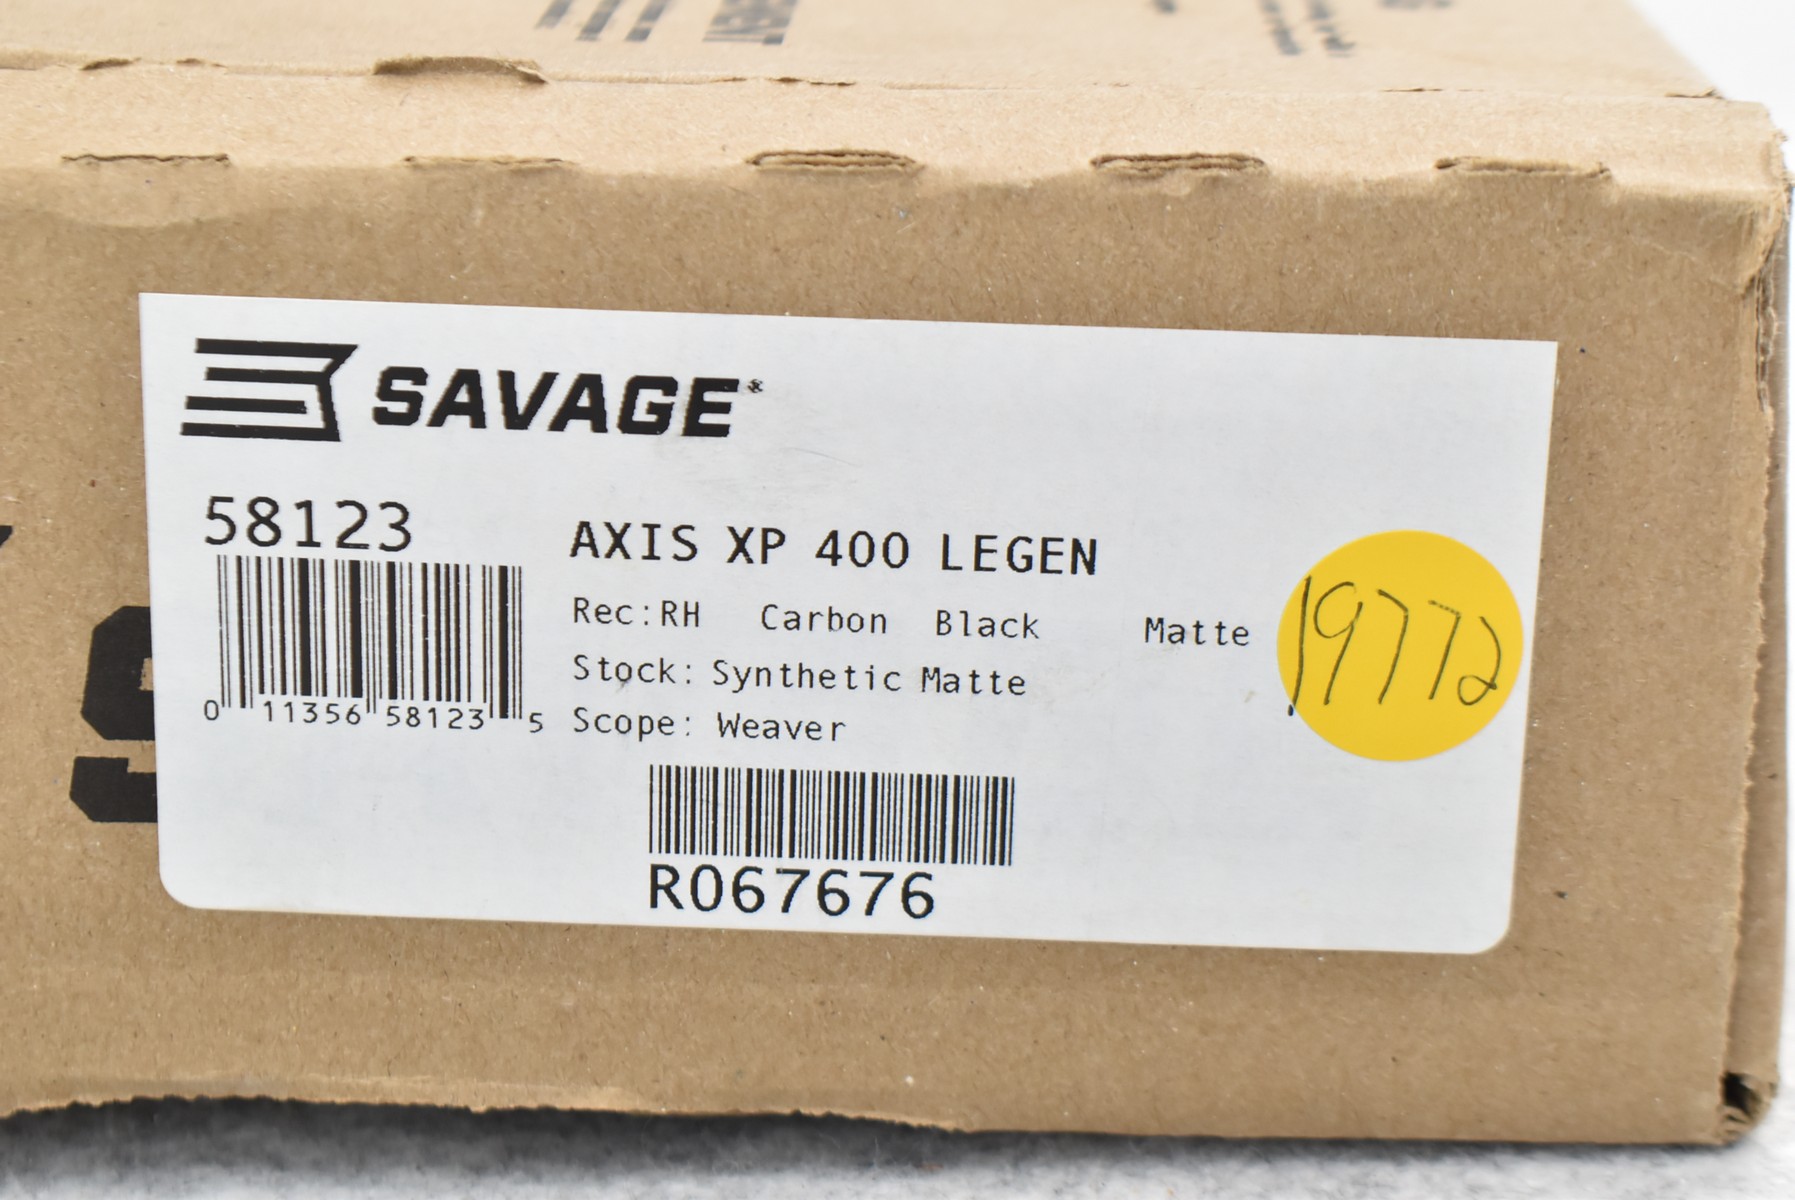 SAVAGE®
58123
AXIS XP 400 LEGEN
Rec:RH Carbon Black Matte
Stock: Synthetic Matte
0 11356 58123 5
Scope: Weaver
19772
R067676